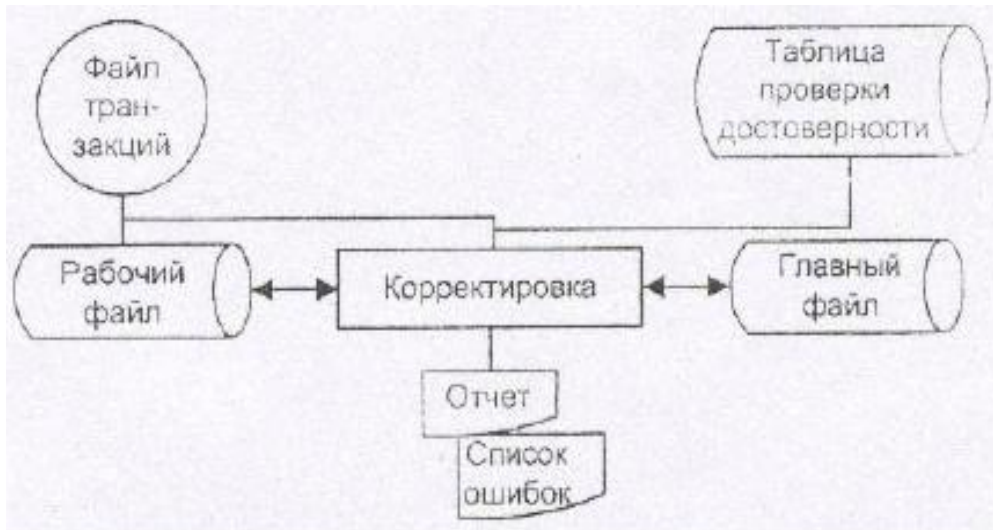 Файл
тран-
закций
Таблица
проверки
достоверности
Рабочий
файл
Корректировка
Главный
файл
Отчет
Список
ошибок